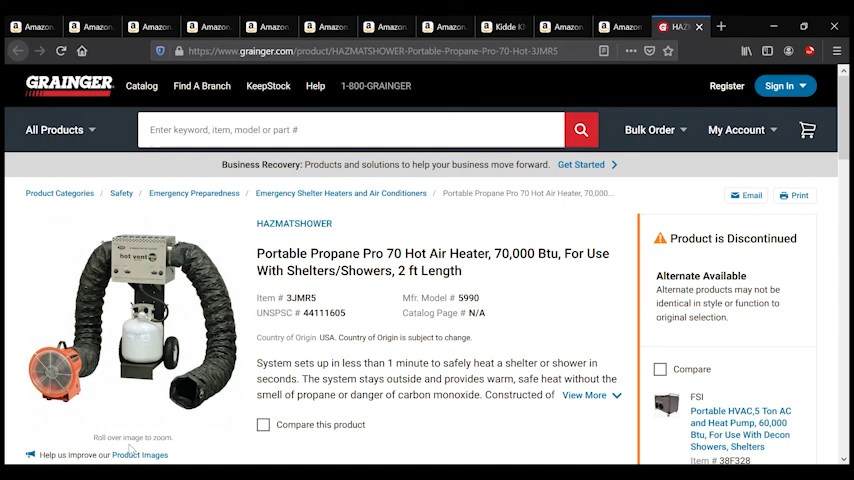 Amazon. Amazon. Amazon. Amazon. Amazon. Amazon. Amazon. Amazon. Kidde K Amazon. Amazon HAZ
https://www.grainger.com/product/HAZMATSHOWER-Portable-Propane-Pro-70-Hot-3JMR5
GRAINGER Catalog Find A Branch KeepStock Help 1-800-GRAINGER Register Sign In
All Products Enter keyword, item, model or part # Bulk Order My Account
Business Recovery: Products and solutions to help your business move forward. Get Started
Product Categories / Safety / Emergency Preparedness / Emergency Shelter Heaters and Air Conditioners / Portable Propane Pro 70 Hot Air Heater, 70,000... Email Print
HAZMATSHOWER
Portable Propane Pro 70 Hot Air Heater, 70,000 Btu, For Use
With Shelters/Showers, 2 ft Length
Item # 3JMR5 Mfr. Model # 5990
UNSPSC # 44111605 Catalog Page # N/A
Country of Origin USA. Country of Origin is subject to change.
System sets up in less than 1 minute to safely heat a shelter or shower in
seconds. The system stays outside and provides warm, safe heat without the
smell of propane or danger of carbon monoxide. Constructed of View More
Compare this product
hot vent
Roll over image to zoom.
Help us improve our Product Images
Product is Discontinued
Alternate Available
Alternate products may not be
identical in style or function to
original selection.
Compare
FSI
Portable HVAC,5 Ton AC
and Heat Pump, 60,000
Btu, For Use With Decon
Showers, Shelters
Item # 38F328